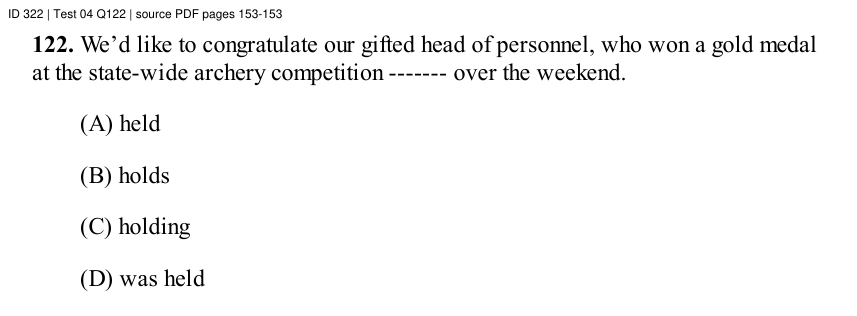 ID 322 | Test 04 Q122 | source PDF pages 153-153
122. We’d like to congratulate our gifted head of personnel, who won a gold medal
at the state-wide archery competition ------- over the weekend.
(A) held
(B) holds
(C) holding
(D) was held